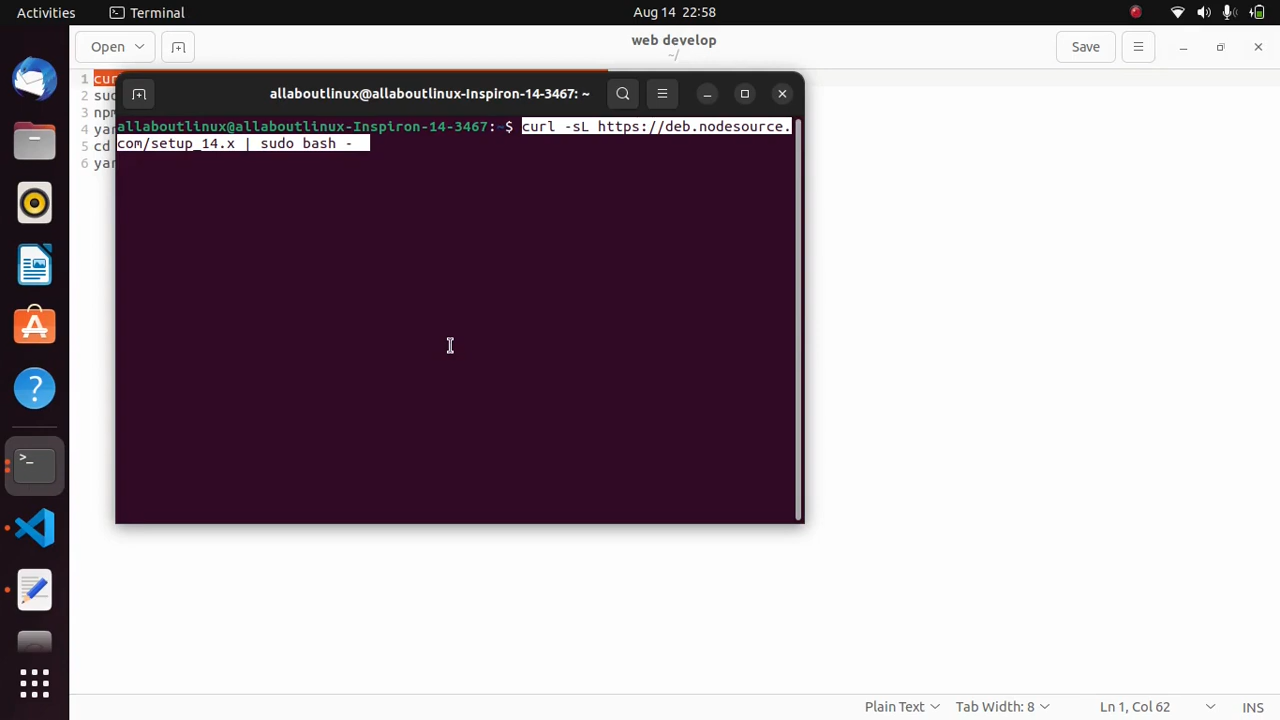 Activities Terminal Aug 14 22:58
Open web develop Save
~/
1 cur
2 sud
3 npm
4 yar
5 cd
6 yar
allaboutlinux@allaboutlinux-Inspiron-14-3467: ~
allaboutlinux@allaboutlinux-Inspiron-14-3467:~$ curl -sL https://deb.nodesource.
com/setup_14.x | sudo bash -
>_
Plain Text Tab Width: 8 Ln 1, Col 62 INS